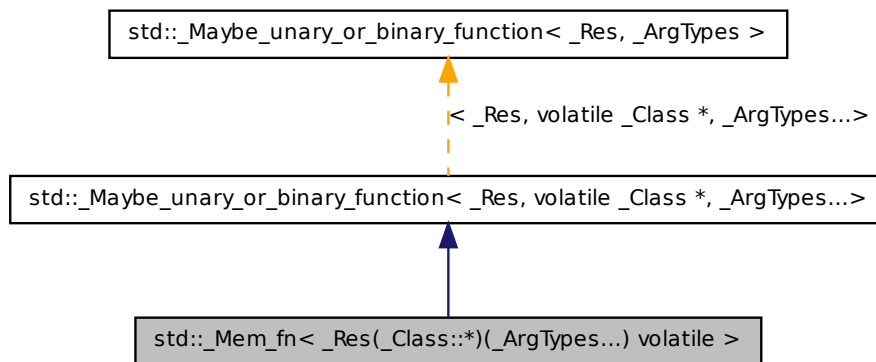 std::_Maybe_unary_or_binary_function< _Res, _ArgTypes >
< _Res, volatile _Class *, _ArgTypes...>
std::_Maybe_unary_or_binary_function< _Res, volatile _Class *, _ArgTypes...>
std::_Mem_fn< _Res(_Class::*)(_ArgTypes...) volatile >